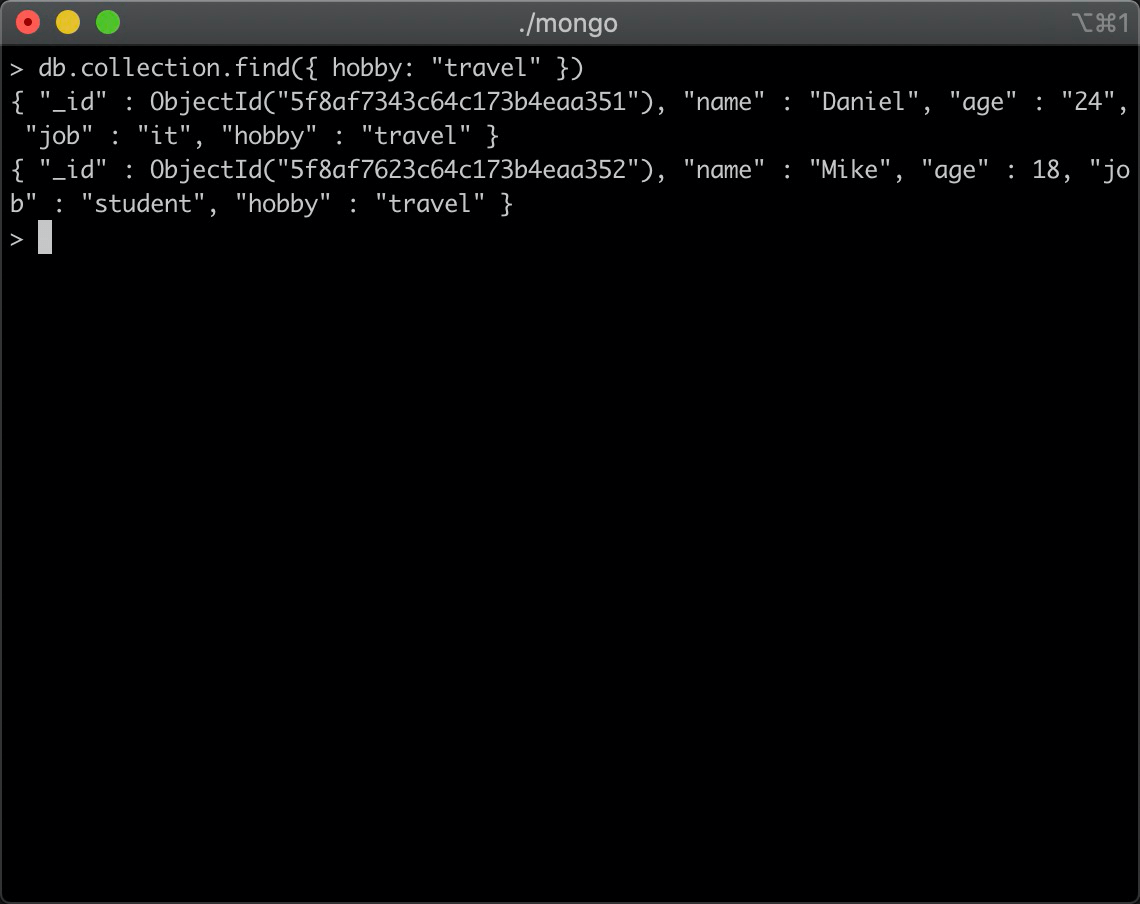 ./mongo
⌥⌘1
> db.collection.find({ hobby: "travel" })
{ "_id" : ObjectId("5f8af7343c64c173b4eaa351"), "name" : "Daniel", "age" : "24",
 "job" : "it", "hobby" : "travel" }
{ "_id" : ObjectId("5f8af7623c64c173b4eaa352"), "name" : "Mike", "age" : 18, "jo
b" : "student", "hobby" : "travel" }
>